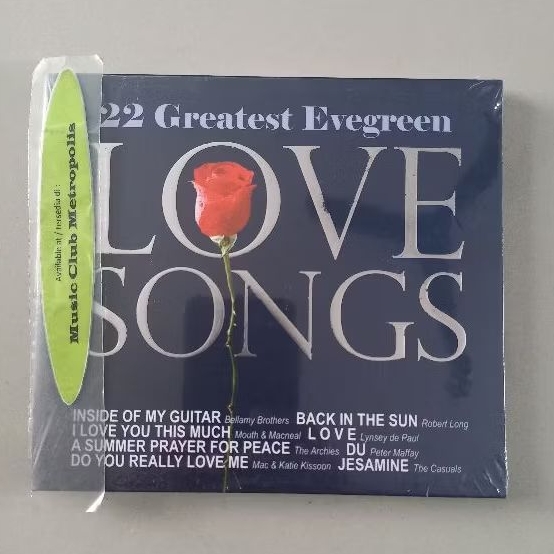 22 Greatest Evegreen
LOVE
SONGS
Available at / tersedia di :
Music Club Metropolis
INSIDE OF MY GUITAR Bellamy Brothers BACK IN THE SUN Robert Long
I LOVE YOU THIS MUCH Mouth & Macneal L O V E Lynsey de Paul
A SUMMER PRAYER FOR PEACE The Archies DU Peter Maffay
DO YOU REALLY LOVE ME Mac & Katie Kissoon JESAMINE The Casuals